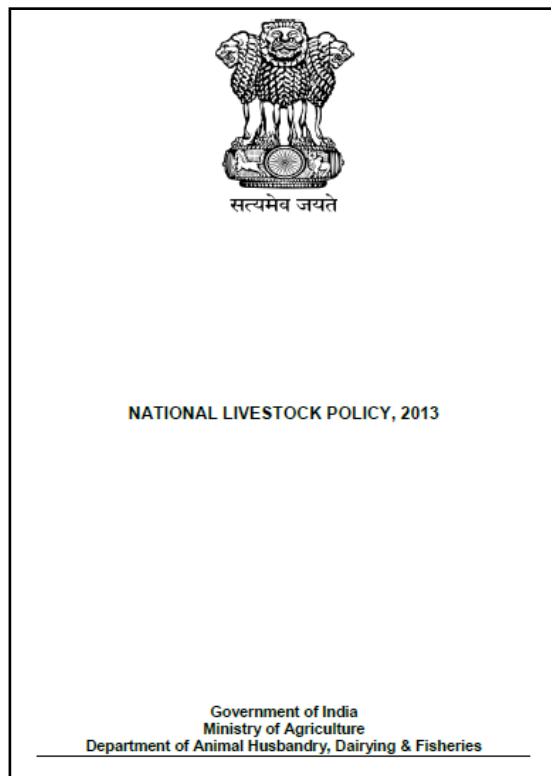 सत्यमेव जयते
NATIONAL LIVESTOCK POLICY, 2013
Government of India
Ministry of Agriculture
Department of Animal Husbandry, Dairying & Fisheries